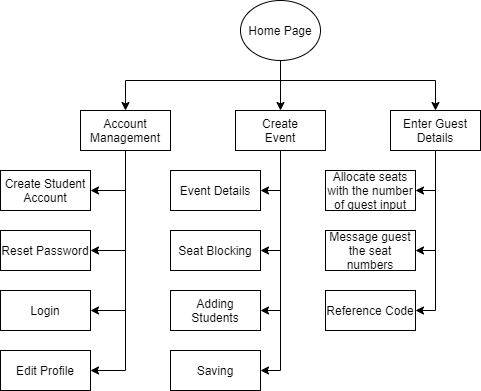 Home Page
Account
Management
Create
Event
Enter Guest
Details
Create Student
Account
Event Details
Allocate seats
with the number
of guest input
Reset Password
Seat Blocking
Message guest
the seat
numbers
Login
Adding
Students
Reference Code
Edit Profile
Saving